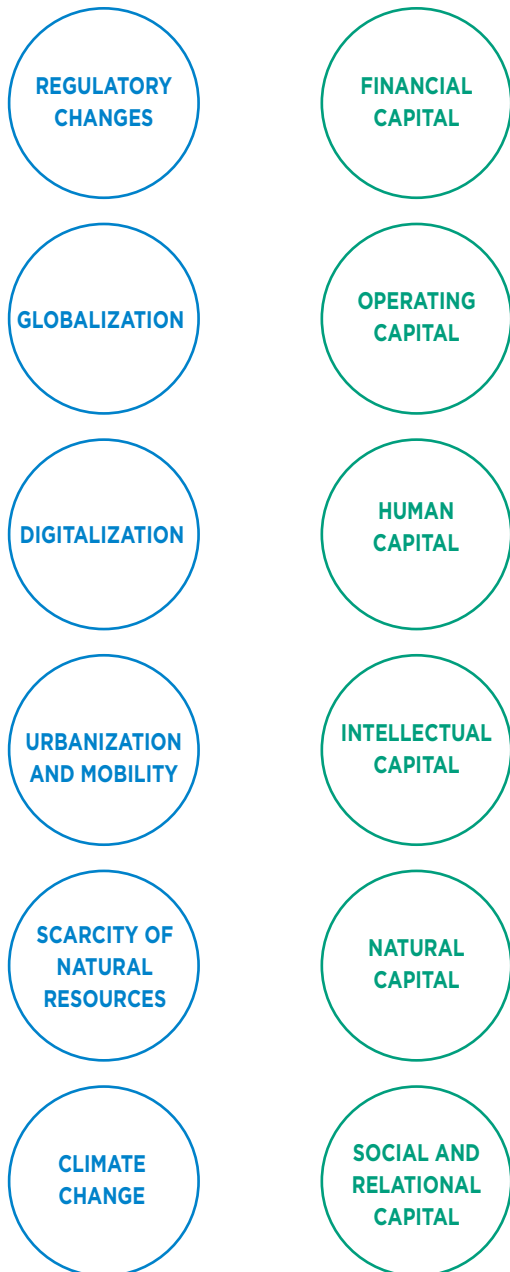 REGULATORY
CHANGES
FINANCIAL
CAPITAL
GLOBALIZATION
OPERATING
CAPITAL
DIGITALIZATION
HUMAN
CAPITAL
URBANIZATION
AND MOBILITY
INTELLECTUAL
CAPITAL
SCARCITY OF
NATURAL
RESOURCES
NATURAL
CAPITAL
CLIMATE
CHANGE
SOCIAL AND
RELATIONAL
CAPITAL